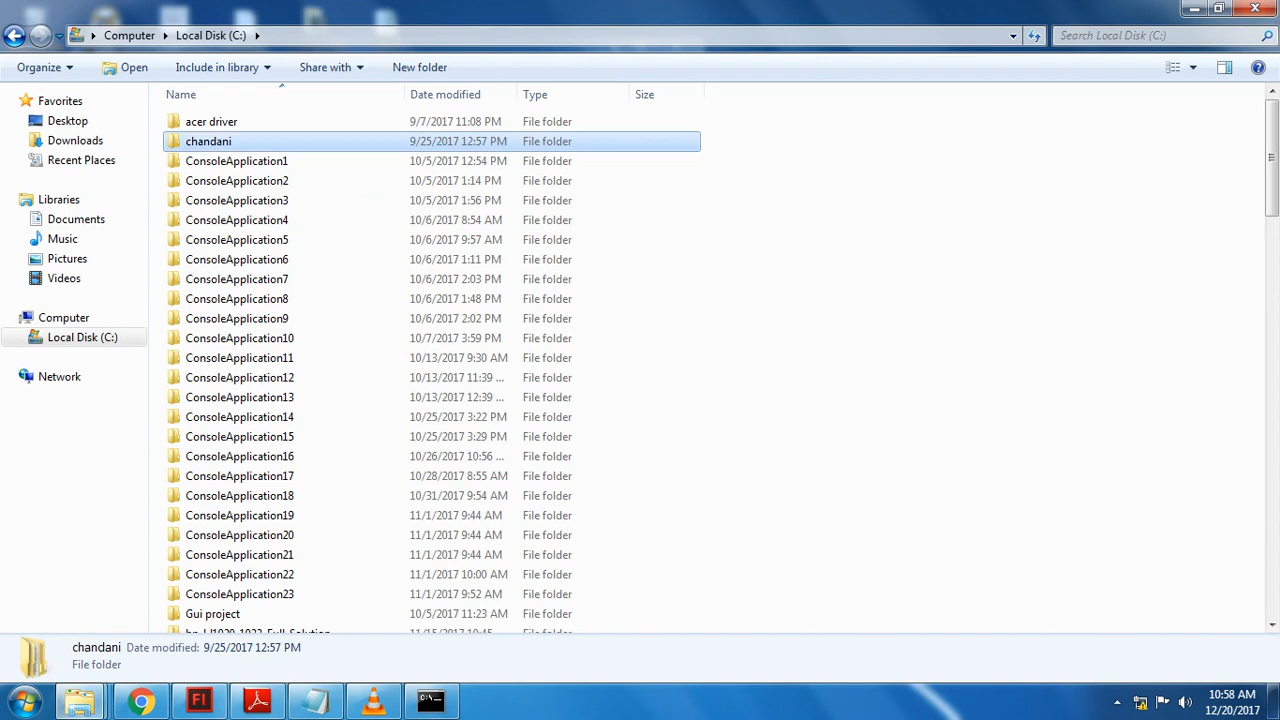 Computer Local Disk (C:) Search Local Disk (C:)
Organize Open Include in library Share with New folder
Name Date modified Type Size
Favorites
Desktop
Downloads
Recent Places
Libraries
Documents
Music
Pictures
Videos
Computer
Local Disk (C:)
Network
acer driver 9/7/2017 11:08 PM File folder
chandani 9/25/2017 12:57 PM File folder
ConsoleApplication1 10/5/2017 12:54 PM File folder
ConsoleApplication2 10/5/2017 1:14 PM File folder
ConsoleApplication3 10/5/2017 1:56 PM File folder
ConsoleApplication4 10/6/2017 8:54 AM File folder
ConsoleApplication5 10/6/2017 9:57 AM File folder
ConsoleApplication6 10/6/2017 1:11 PM File folder
ConsoleApplication7 10/6/2017 2:03 PM File folder
ConsoleApplication8 10/6/2017 1:48 PM File folder
ConsoleApplication9 10/6/2017 2:02 PM File folder
ConsoleApplication10 10/7/2017 3:59 PM File folder
ConsoleApplication11 10/13/2017 9:30 AM File folder
ConsoleApplication12 10/13/2017 11:39 ... File folder
ConsoleApplication13 10/13/2017 12:39 ... File folder
ConsoleApplication14 10/25/2017 3:22 PM File folder
ConsoleApplication15 10/25/2017 3:29 PM File folder
ConsoleApplication16 10/26/2017 10:56 ... File folder
ConsoleApplication17 10/28/2017 8:55 AM File folder
ConsoleApplication18 10/31/2017 9:54 AM File folder
ConsoleApplication19 11/1/2017 9:44 AM File folder
ConsoleApplication20 11/1/2017 9:44 AM File folder
ConsoleApplication21 11/1/2017 9:44 AM File folder
ConsoleApplication22 11/1/2017 10:00 AM File folder
ConsoleApplication23 11/1/2017 9:52 AM File folder
Gui project 10/5/2017 11:23 AM File folder
chandani Date modified: 9/25/2017 12:57 PM
File folder
Fl
C:\
10:58 AM
12/20/2017